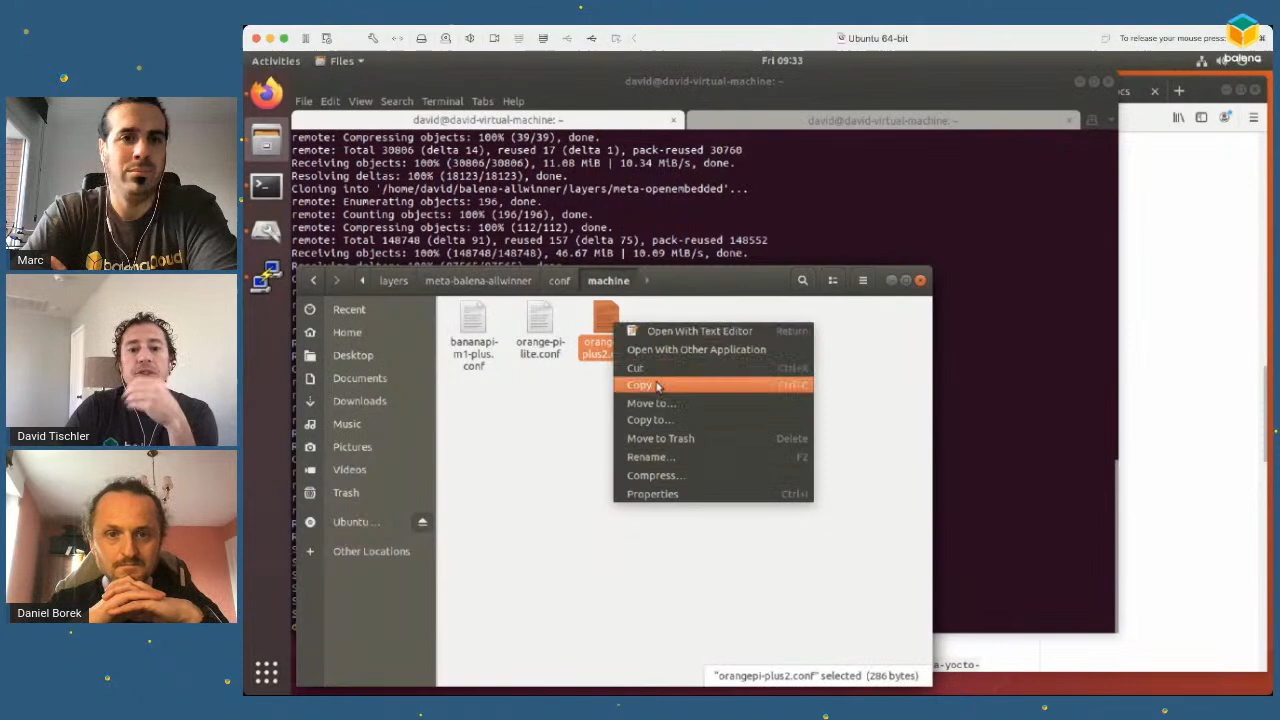 Ubuntu 64-bit
To release your mouse press:
balena
Activities
Files
Fri 09:33
david@david-virtual-machine: ~
File Edit View Search Terminal Tabs Help
david@david-virtual-machine: ~
david@david-virtual-machine: ~
remote: Compressing objects: 100% (39/39), done.
remote: Total 30806 (delta 14), reused 17 (delta 1), pack-reused 30760
Receiving objects: 100% (30806/30806), 11.08 MiB | 10.34 MiB/s, done.
Resolving deltas: 100% (18123/18123), done.
Cloning into '/home/david/balena-allwinner/layers/meta-openembedded'...
remote: Enumerating objects: 196, done.
remote: Counting objects: 100% (196/196), done.
remote: Compressing objects: 100% (112/112), done.
remote: Total 148748 (delta 91), reused 157 (delta 75), pack-reused 148552
Receiving objects: 100% (148748/148748), 46.67 MiB | 10.09 MiB/s, done.
layers
meta-balena-allwinner
conf
machine
Recent
Home
Desktop
Documents
Downloads
Music
Pictures
Videos
Trash
Ubuntu ...
Other Locations
bananapi-
m1-plus.
conf
orange-pi-
lite.conf
orange
plus2.
Open With Text Editor Return
Open With Other Application
Cut
Copy Ctrl+C
Move to...
Copy to...
Move to Trash Delete
Rename... F2
Compress...
Properties Ctrl+I
"orangepi-plus2.conf" selected (286 bytes)
a-yocto-
Marc
balenaCloud
David Tischler
Daniel Borek